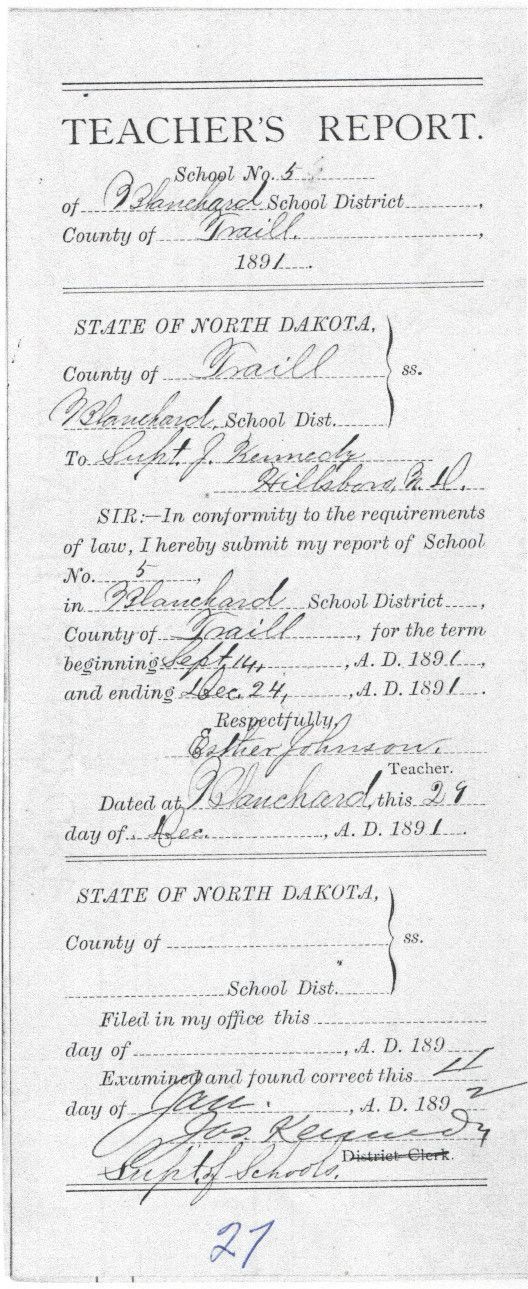 TEACHER'S REPORT.
School No. 5
of Blanchard School District,
County of Traill.,
1891.
STATE OF NORTH DAKOTA,
County of Traill ss.
Blanchard, School Dist.
To Supt. J. Kennedy
Hillsboro, N. D.
SIR:—In conformity to the requirements
of law, I hereby submit my report of School
No. 5,
in Blanchard School District,
County of Traill, for the term
beginning Sept 14,, A. D. 1891,
and ending Dec. 24,, A. D. 1891.
Respectfully,
Esther Johnson.
Teacher.
Dated at Blanchard, this 29
day of Dec., A. D. 1891.
STATE OF NORTH DAKOTA,
County of ss.
School Dist.
Filed in my office this
day of, A. D. 189
Examined and found correct this 4
day of Jan., A. D. 1892
Jos. Kennedy
District Clerk.
Supt. of Schools.
27